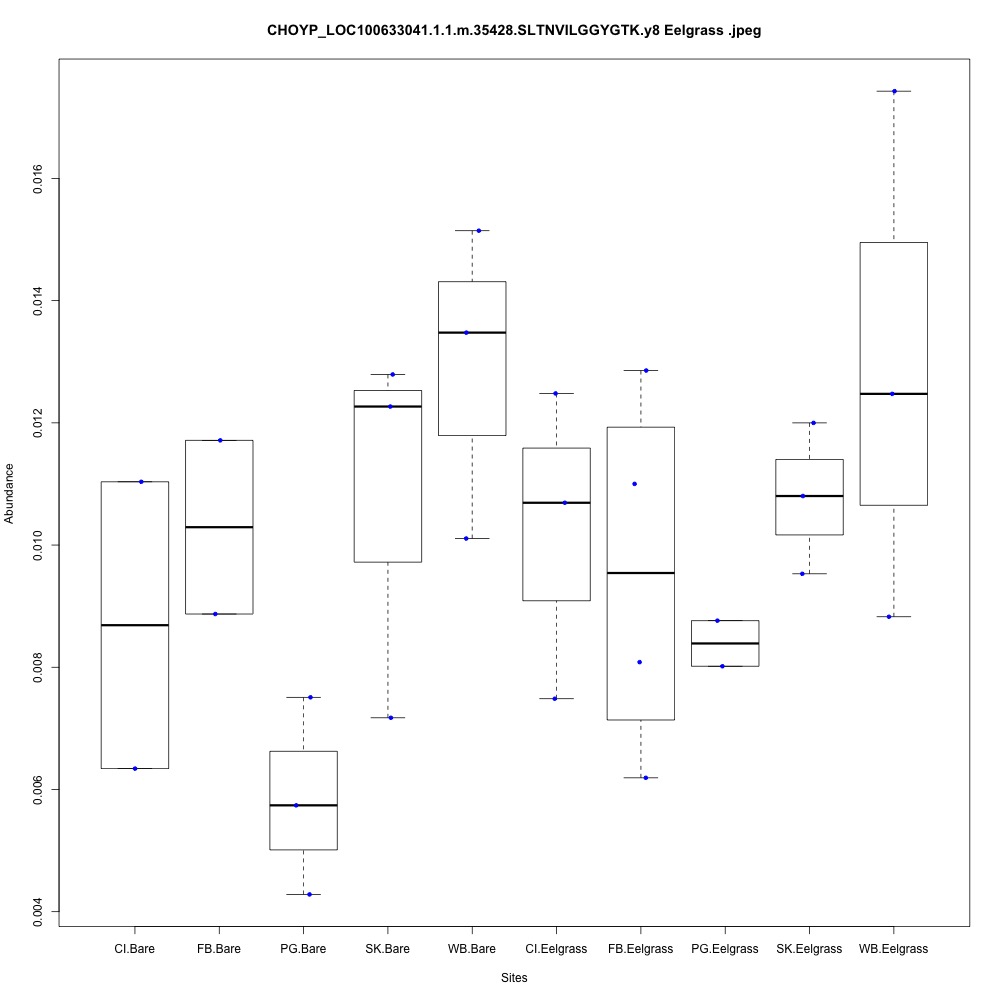 CHOYP_LOC100633041.1.1.m.35428.SLTNVILGGYGTK.y8 Eelgrass .jpeg
Abundance
0.016
0.014
0.012
0.010
0.008
0.006
0.004
CI.Bare FB.Bare PG.Bare SK.Bare WB.Bare CI.Eelgrass FB.Eelgrass PG.Eelgrass SK.Eelgrass WB.Eelgrass
Sites